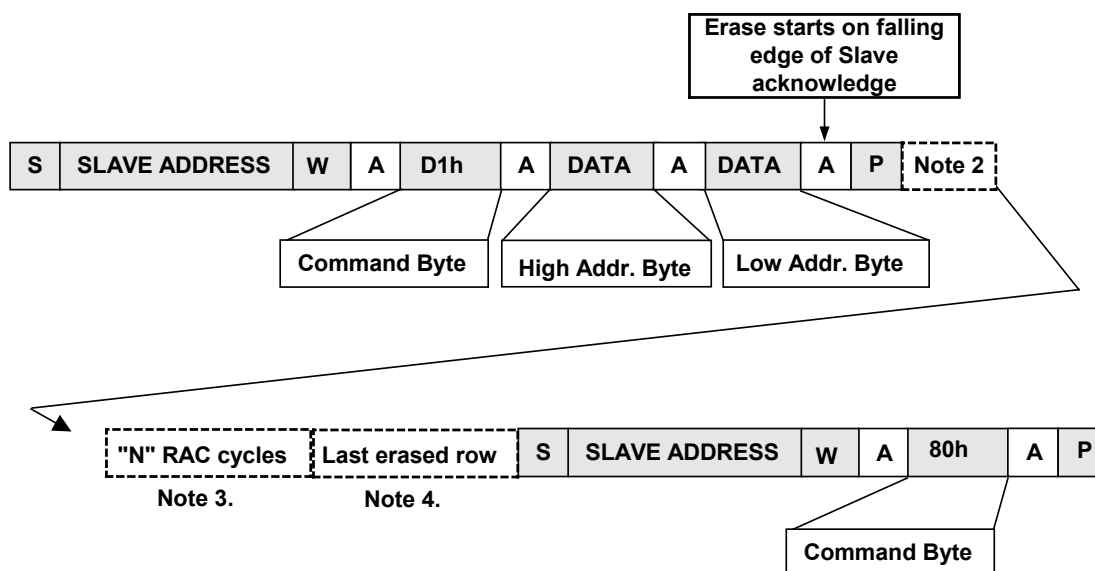 Erase starts on falling
edge of Slave
acknowledge
S SLAVE ADDRESS W A D1h A DATA A DATA A P Note 2
Command Byte High Addr. Byte Low Addr. Byte
"N" RAC cycles Last erased row S SLAVE ADDRESS W A 80h A P
Note 3. Note 4.
Command Byte